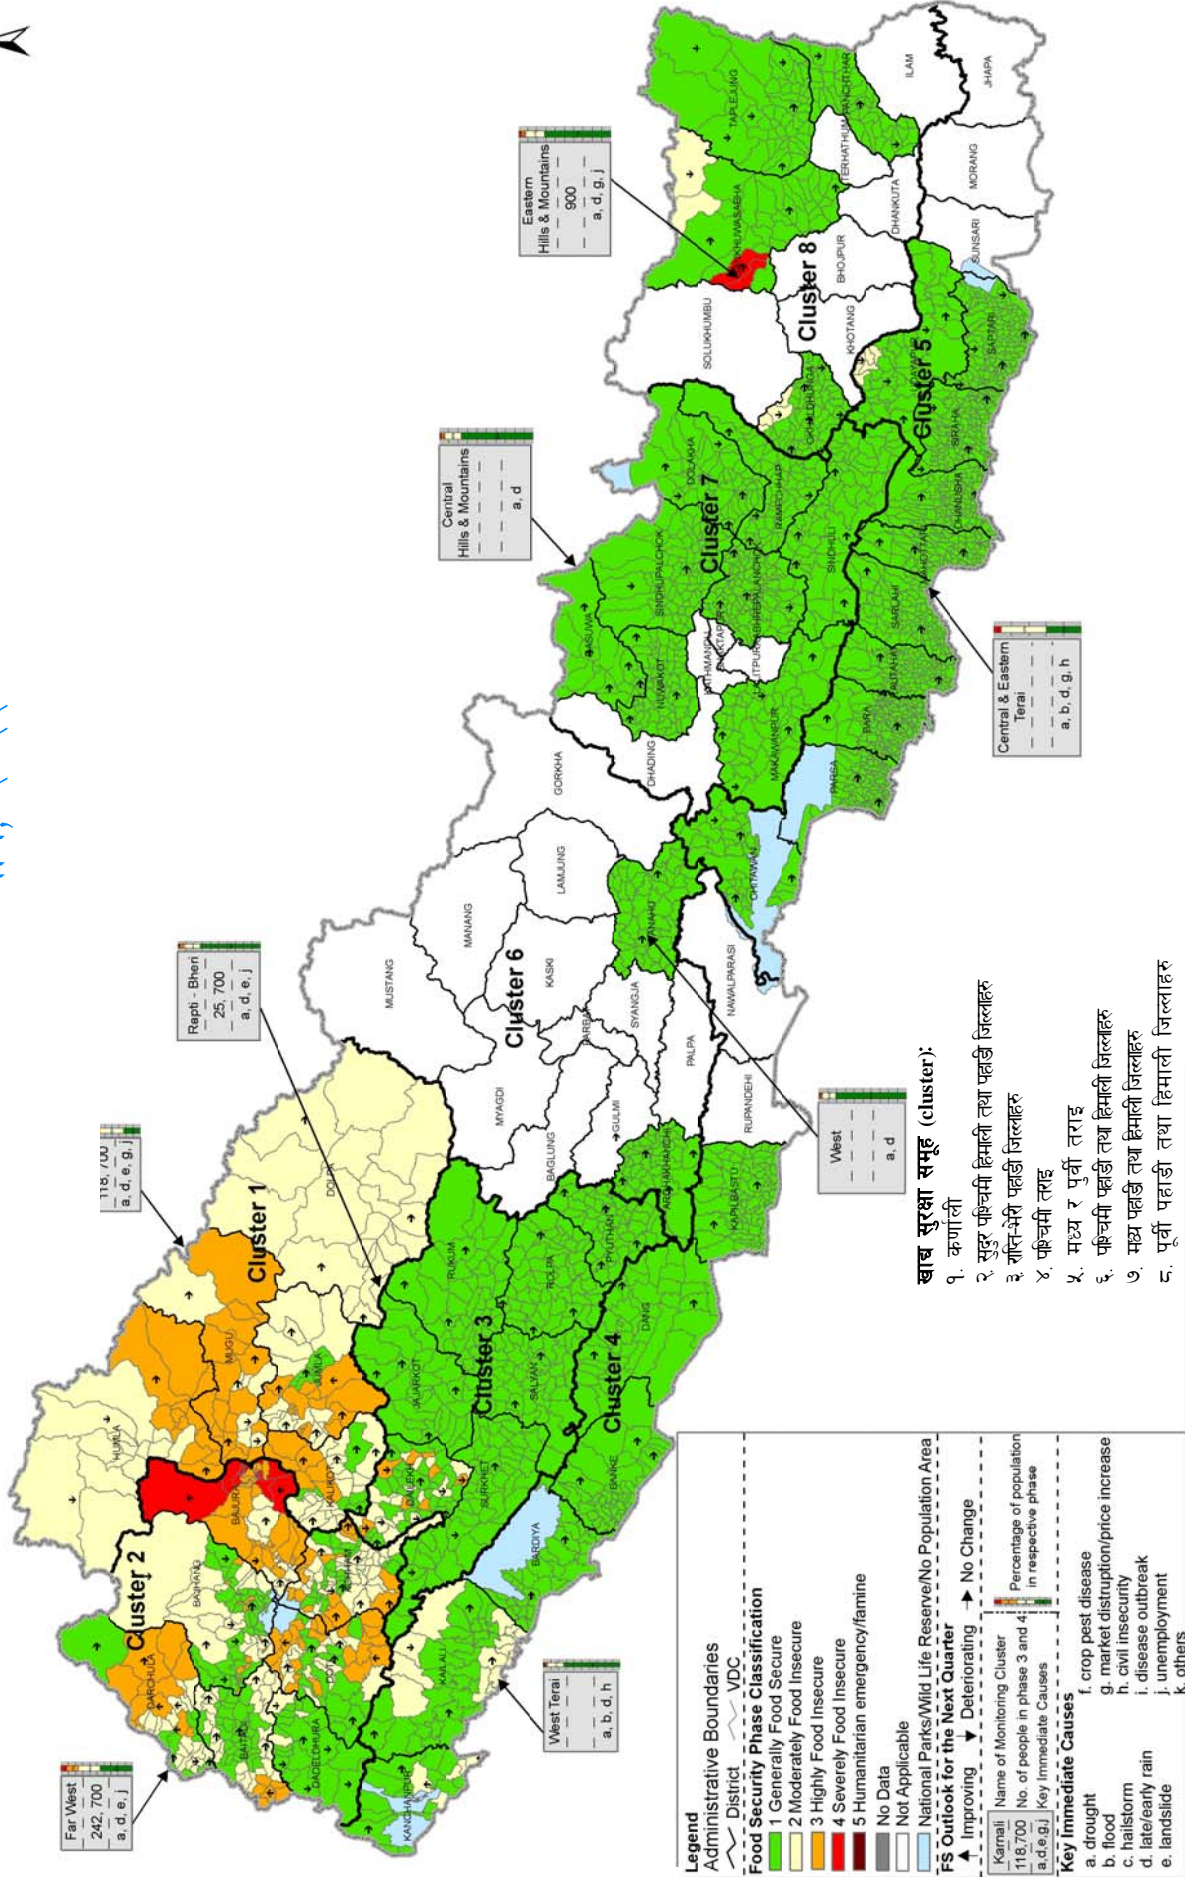 Far West
242, 700
a, d, e, j
118, 700
a, d, e, g, j
Rapti - Bheri
25, 700
a, d, e, j
Central
Hills & Mountains
a, d
Eastern
Hills & Mountains
900
a, d, g, j
West Terai
a, b, d, h
West
a, d
Central & Eastern
Terai
a, b, d, g, h
Cluster 1
Cluster 2
Cluster 3
Cluster 4
Cluster 5
Cluster 6
Cluster 7
Cluster 8
DARCHULA
BAJHANG
HUMLA
BAJURA
MUGU
BAITADI
DADELDHURA
KANCHANPUR
KAILALI
DOTI
KALIKOT
JUMLA
DOLPA
DAILEKH
JAJARKOT
RUKUM
SURKHET
SALYAN
ROLPA
PYUTHAN
BARDIYA
BANKE
DANG
MUSTANG
MANANG
MYAGDI
KASKI
LAMJUNG
GORKHA
BAGLUNG
SYANGJA
GULMI
PALPA
ARGHAKHANCHI
KAPILBASTU
RUPANDEHI
NAWALPARASI
CHITAWAN
DHADING
RASUWA
NUWAKOT
SINDHUPALCHOK
MAKAWANPUR
PARSA
BARA
SARLAHI
SINDHULI
DOLAKHA
RAMECHHAP
DHANUSHA
SIRAHA
SAPTARI
SOLUKHUMBU
KHOTANG
BHOJPUR
DHANKUTA
TERHATHUM
PANCHTHAR
TAPLEJUNG
ILAM
JHAPA
MORANG
SUNSARI
खाद्य सुरक्षा समूह (cluster):
१. कर्णाली
२. सुदुर पश्चिमी हिमाली तथा पहाडी जिल्लाहरु
३. राप्ति-भेरी पहाडी जिल्लाहरु
४. पश्चिमी तराइ
५. मध्य र पुर्वी तराइ
६. पश्चिमी पहाडी तथा हिमाली जिल्लाहरु
७. मध्य पहाडी तथा हिमाली जिल्लाहरु
८. पूर्वी पहाडी तथा हिमाली जिल्लाहरु
Legend
Administrative Boundaries
District VDC
Food Security Phase Classification
1 Generally Food Secure
2 Moderately Food Insecure
3 Highly Food Insecure
4 Severely Food Insecure
5 Humanitarian emergency/famine
No Data
Not Applicable
National Parks/Wild Life Reserve/No Population Area
FS Outlook for the Next Quarter
Improving Deteriorating No Change
Karnali Name of Monitoring Cluster
118,700 No. of people in phase 3 and 4
a,d,e,g,j Key Immediate Causes
Percentage of population
in respective phase
Key Immediate Causes
a. drought
b. flood
c. hailstorm
d. late/early rain
e. landslide
f. crop pest disease
g. market distruption/price increase
h. civil insecurity
i. disease outbreak
j. unemployment
k. others